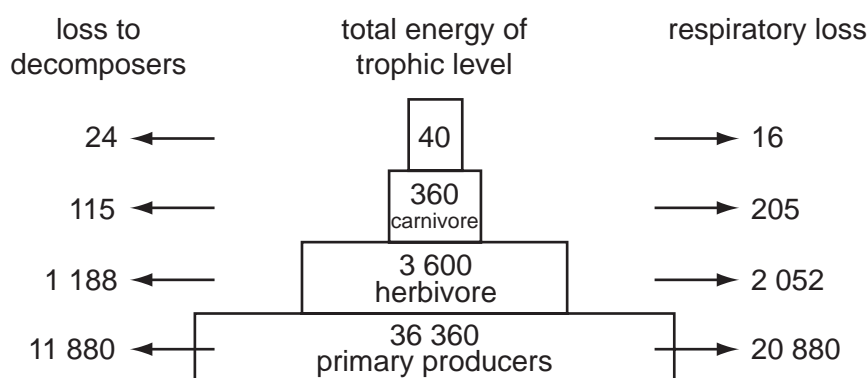 loss to
decomposers
total energy of
trophic level
respiratory loss
24
40
16
115
360
carnivore
205
1 188
3 600
herbivore
2 052
11 880
36 360
primary producers
20 880